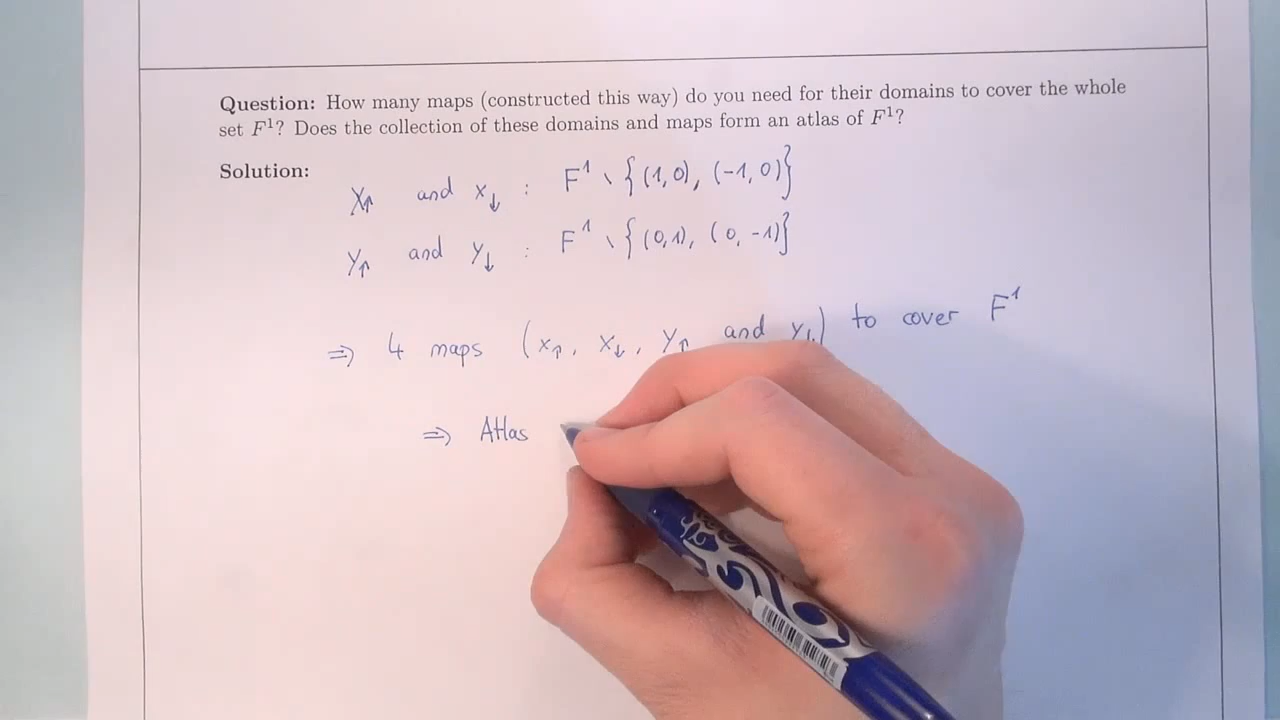 Question: How many maps (constructed this way) do you need for their domains to cover the whole
set F¹? Does the collection of these domains and maps form an atlas of F¹?
Solution:
x↑ and x↓ : F¹ \ {(1,0), (-1,0)}
y↑ and y↓ : F¹ \ {(0,1), (0,-1)}
⇒ 4 maps (x↑, x↓, y↑ and y↓) to cover F¹
⇒ Atlas